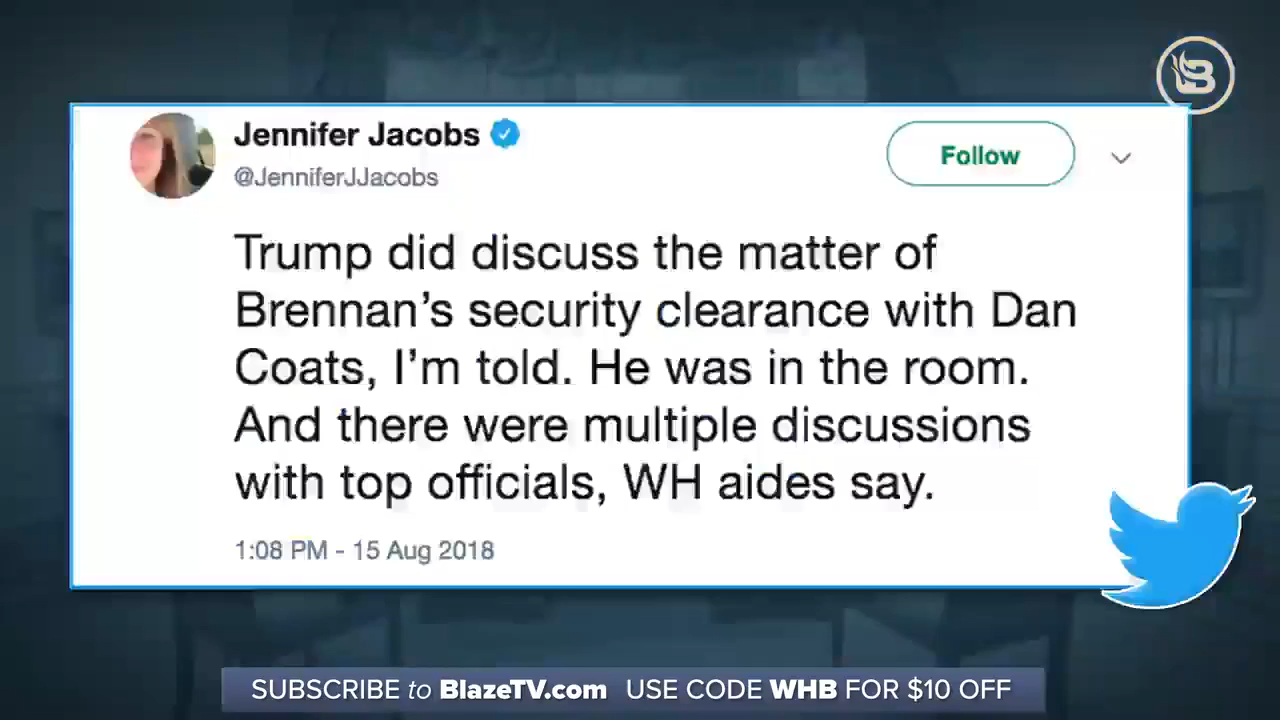 Jennifer Jacobs
@JenniferJJacobs
Follow
Trump did discuss the matter of
Brennan’s security clearance with Dan
Coats, I’m told. He was in the room.
And there were multiple discussions
with top officials, WH aides say.
1:08 PM - 15 Aug 2018
SUBSCRIBE to BlazeTV.com USE CODE WHB FOR $10 OFF
B